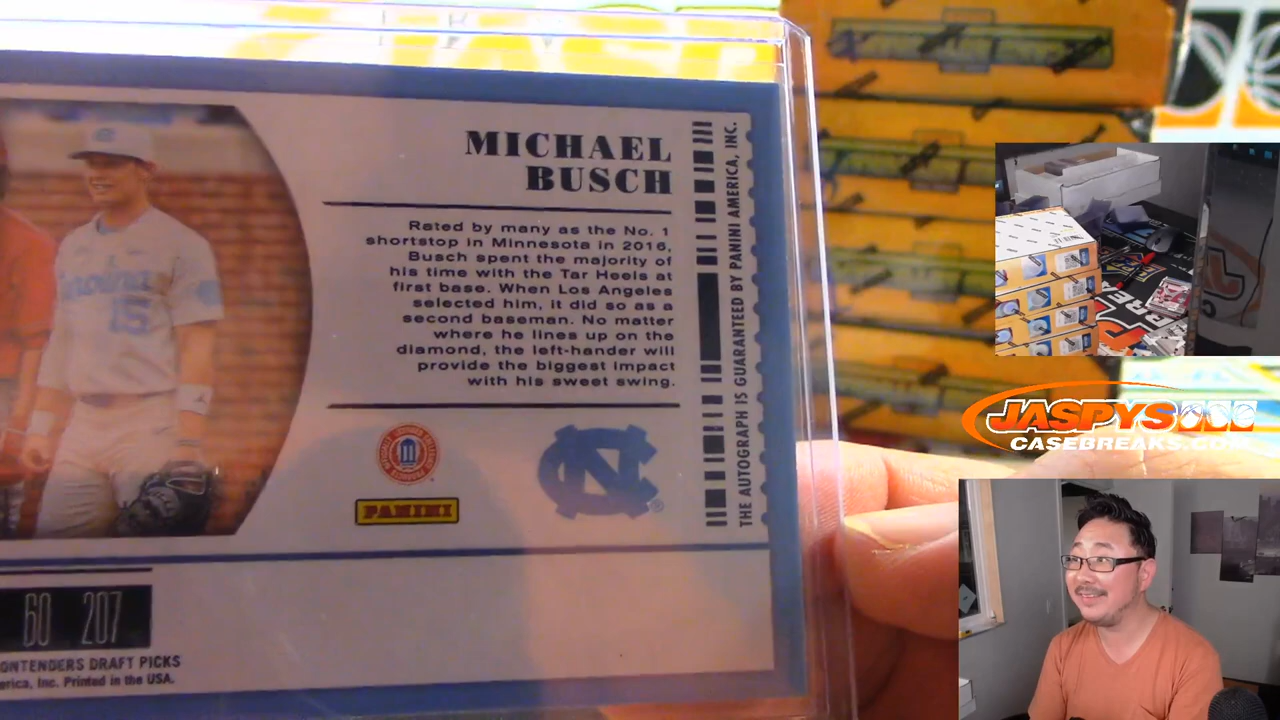 MICHAEL
BUSCH
Rated by many as the No. 1
shortstop in Minnesota in 2016,
Busch spent the majority of
his time with the Tar Heels at
first base. When Los Angeles
selected him, it did so as a
second baseman. No matter
where he lines up on the
diamond, the left-hander will
provide the biggest impact
with his sweet swing.
THE AUTOGRAPH IS GUARANTEED BY PANINI AMERICA, INC.
15
PANINI
NC
60 207
ONTENDERS DRAFT PICKS
erica, Inc. Printed in the USA.
JASPYS
CASEBREAKS.COM